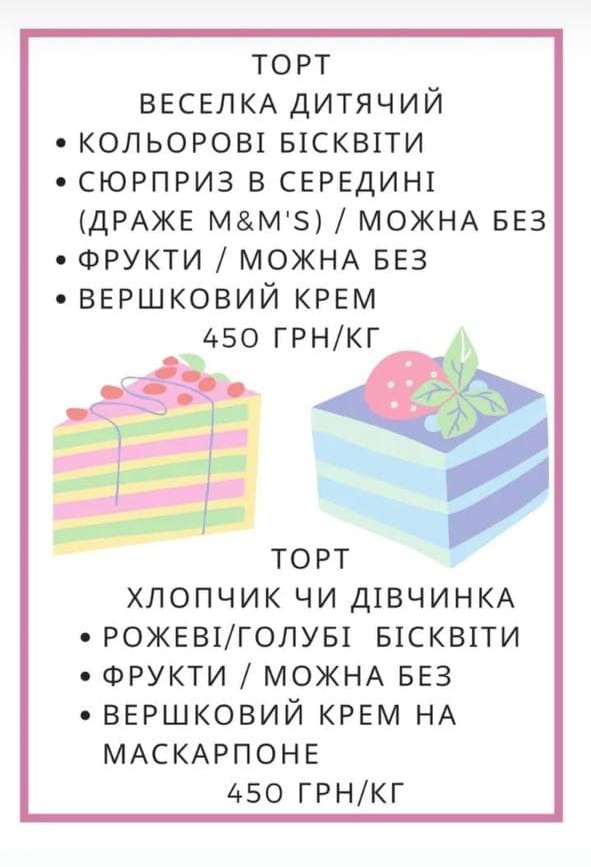 ТОРТ
ВЕСЕЛКА ДИТЯЧИЙ
• КОЛЬОРОВІ БІСКВІТИ
• СЮРПРИЗ В СЕРЕДИНІ
(ДРАЖЕ M&M'S) / МОЖНА БЕЗ
• ФРУКТИ / МОЖНА БЕЗ
• ВЕРШКОВИЙ КРЕМ
450 ГРН/КГ
ТОРТ
ХЛОПЧИК ЧИ ДІВЧИНКА
• РОЖЕВІ/ГОЛУБІ БІСКВІТИ
• ФРУКТИ / МОЖНА БЕЗ
• ВЕРШКОВИЙ КРЕМ НА
МАСКАРПОНЕ
450 ГРН/КГ